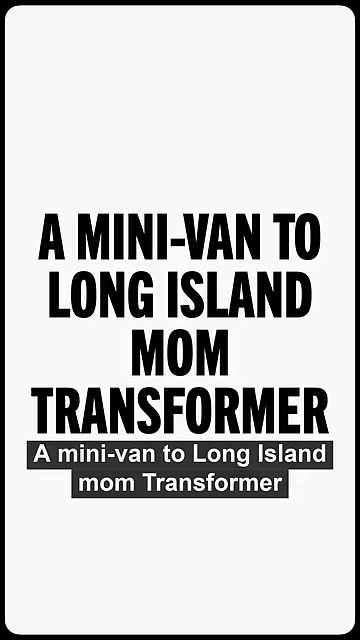 A MINI-VAN TO
LONG ISLAND
MOM
TRANSFORMER
A mini-van to Long Island
mom Transformer